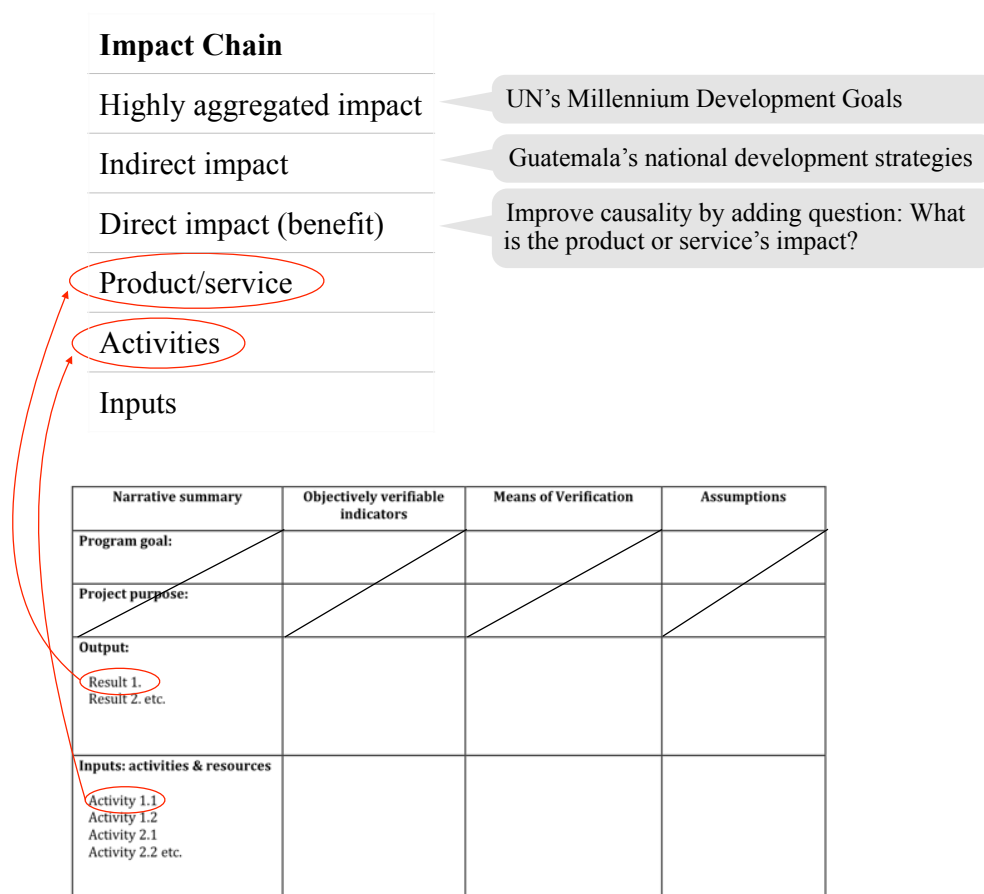 Impact Chain
Highly aggregated impact
UN’s Millennium Development Goals
Indirect impact
Guatemala’s national development strategies
Direct impact (benefit)
Improve causality by adding question: What
is the product or service’s impact?
Product/service
Activities
Inputs
Narrative summary
Objectively verifiable
indicators
Means of Verification
Assumptions
Program goal:
Project purpose:
Output:
Result 1.
Result 2. etc.
Inputs: activities & resources
Activity 1.1
Activity 1.2
Activity 2.1
Activity 2.2 etc.